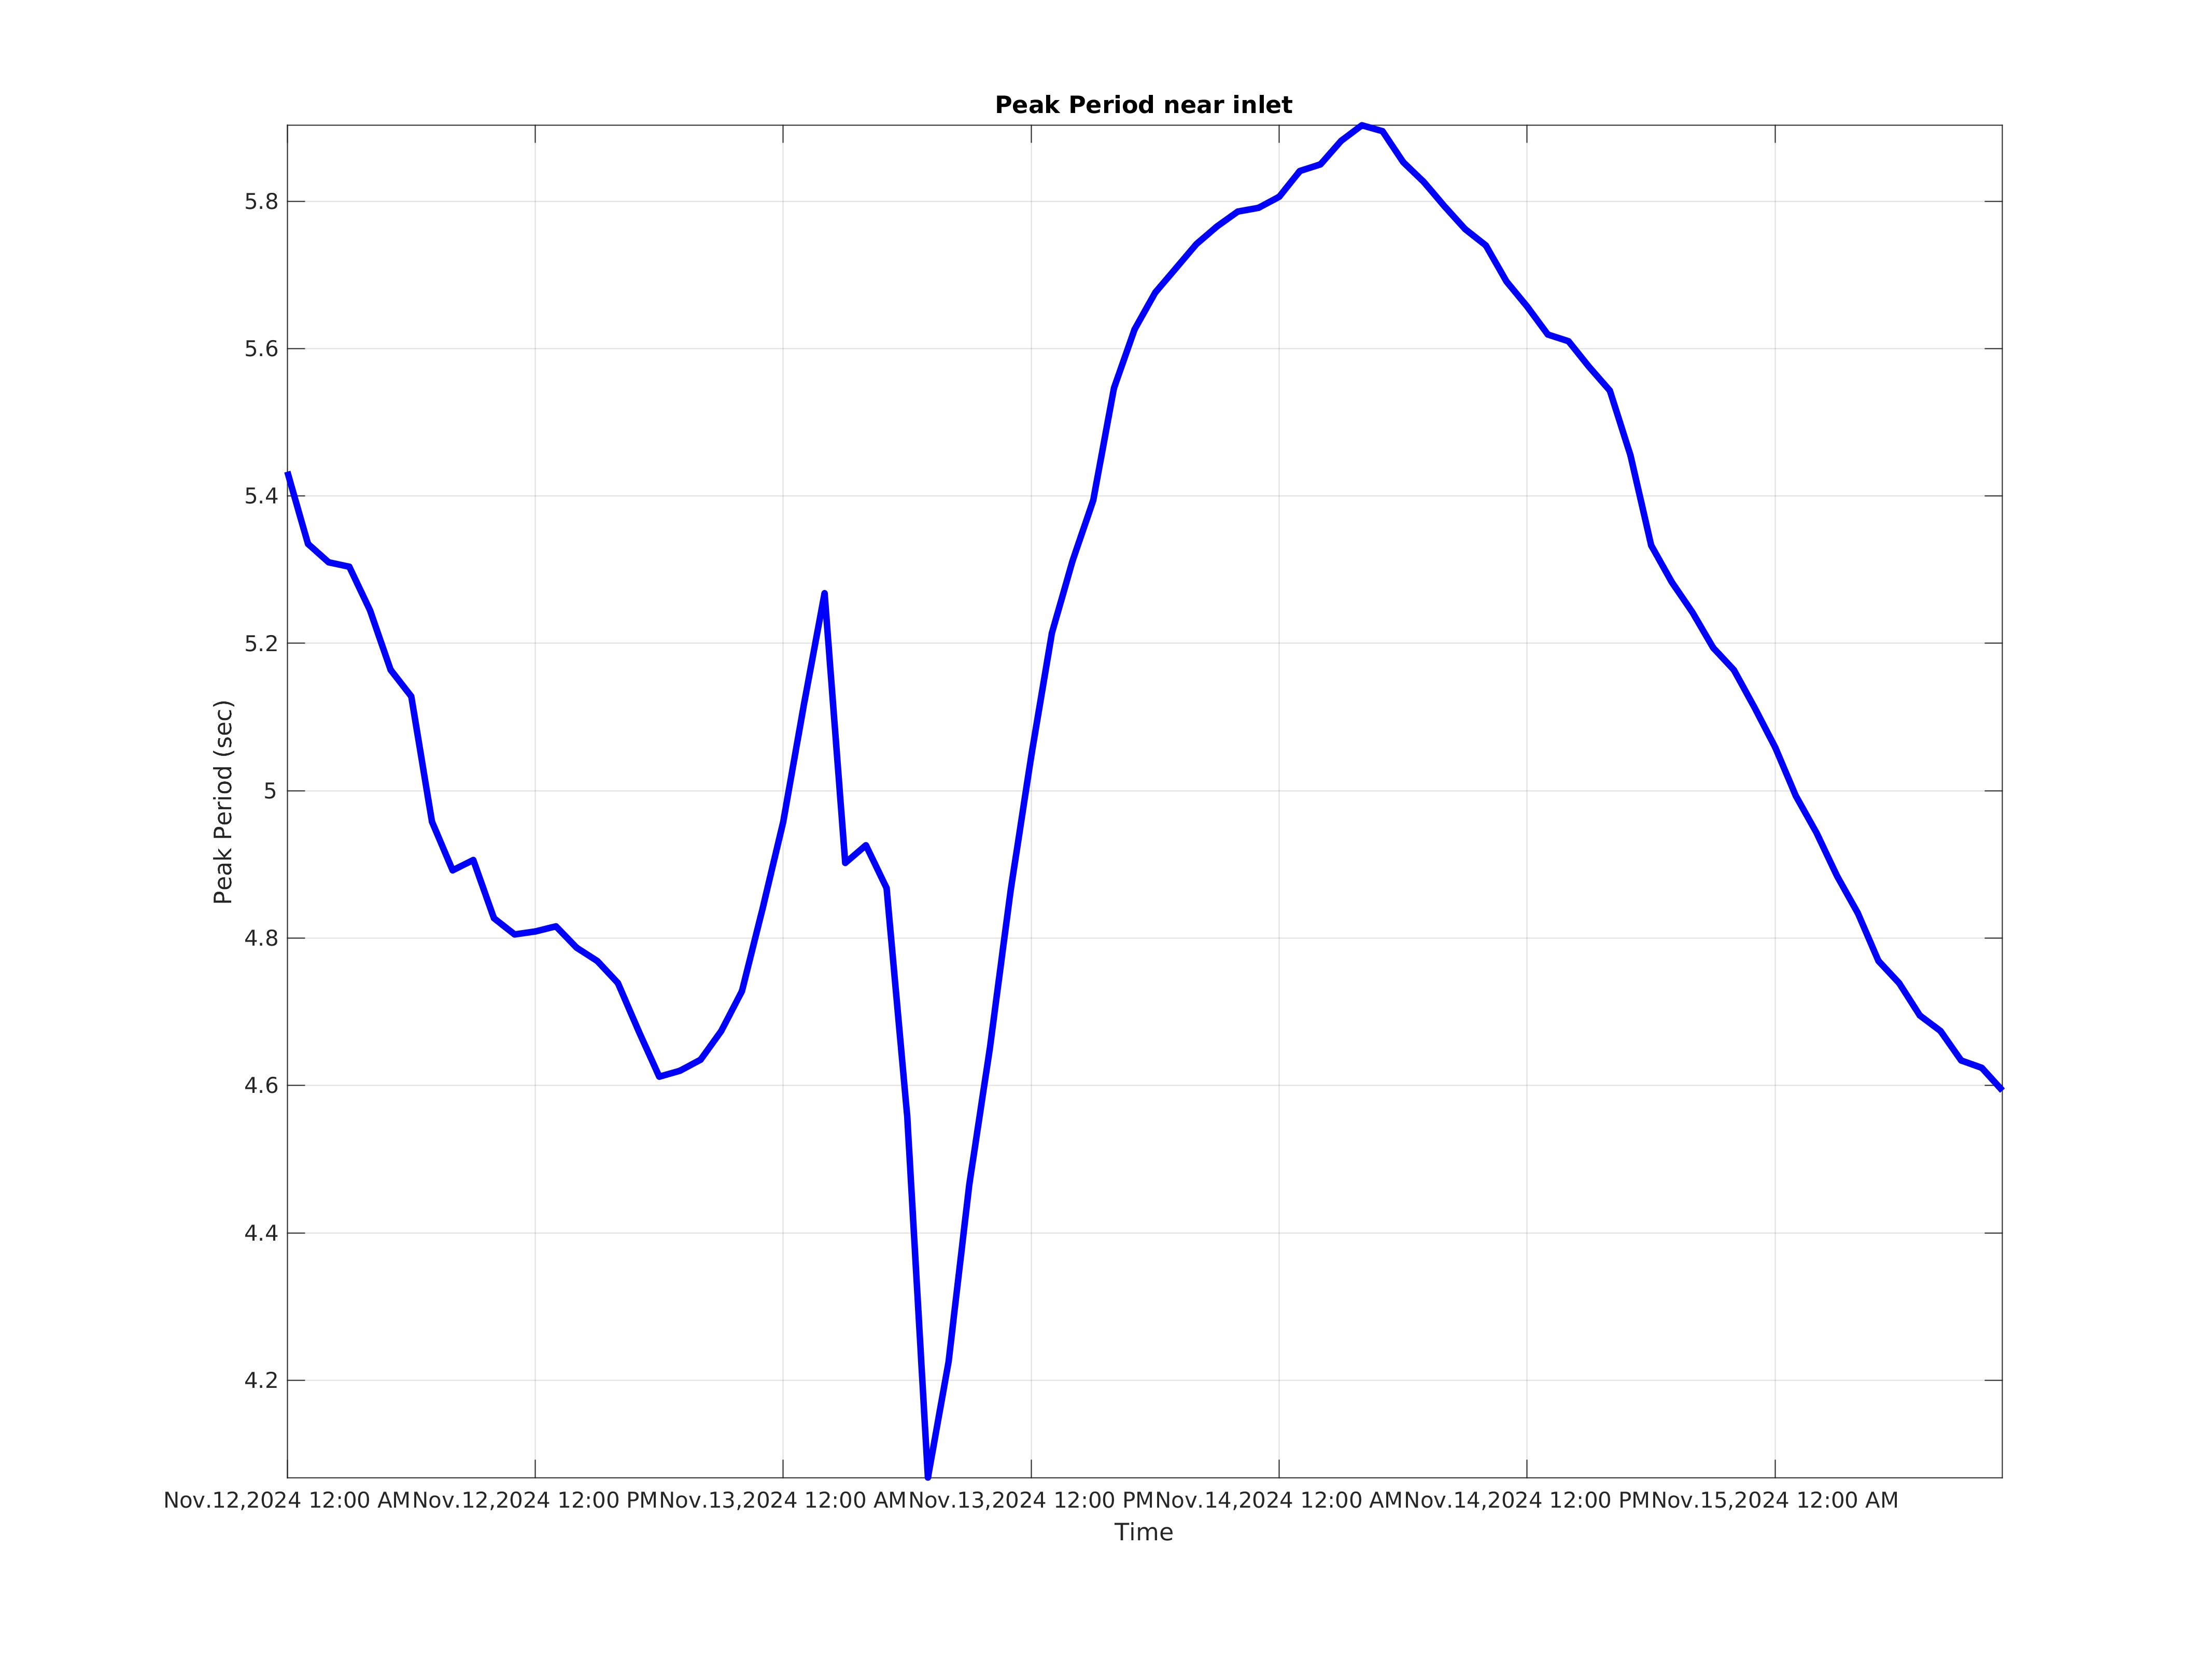 Peak Period near inlet
5.8
5.6
5.4
5.2
5
4.8
4.6
4.4
4.2
Peak Period (sec)
Nov.12,2024 12:00 AM
Nov.12,2024 12:00 PM
Nov.13,2024 12:00 AM
Nov.13,2024 12:00 PM
Nov.14,2024 12:00 AM
Nov.14,2024 12:00 PM
Nov.15,2024 12:00 AM
Time